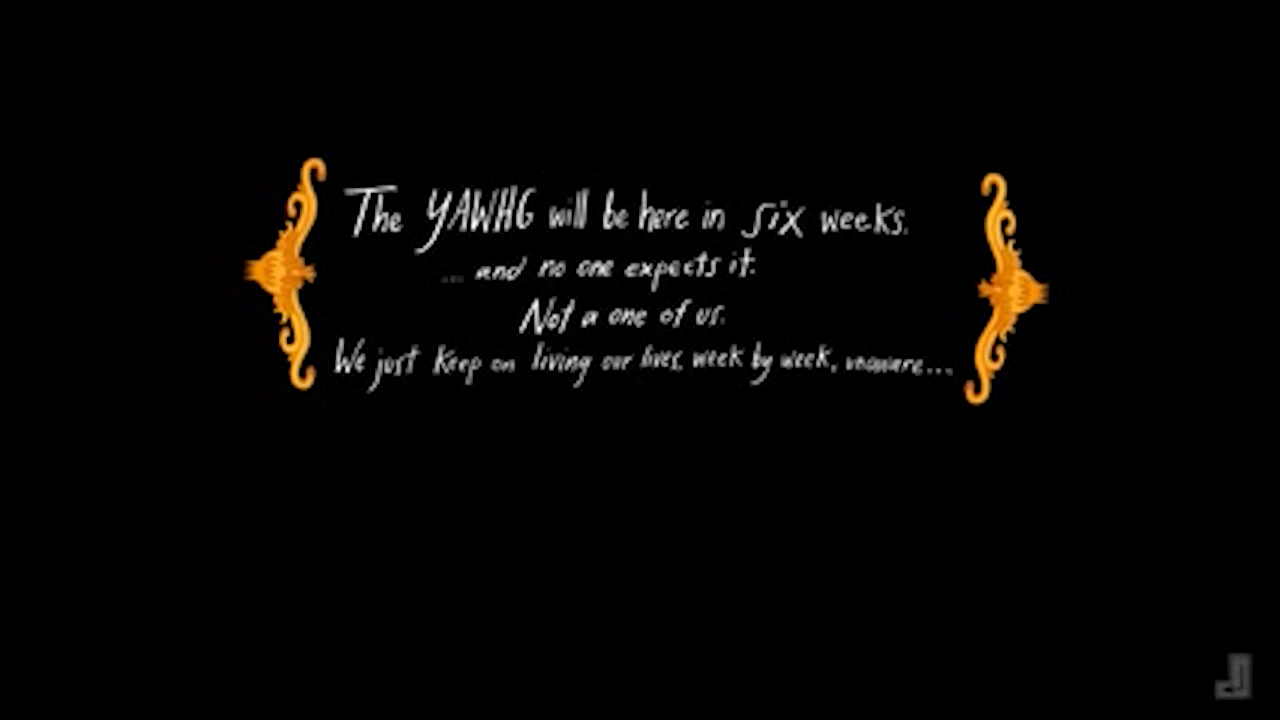 The YAWHG will be here in six weeks.
... and no one expects it.
Not a one of us.
We just keep on living our lives, week by week, unaware...